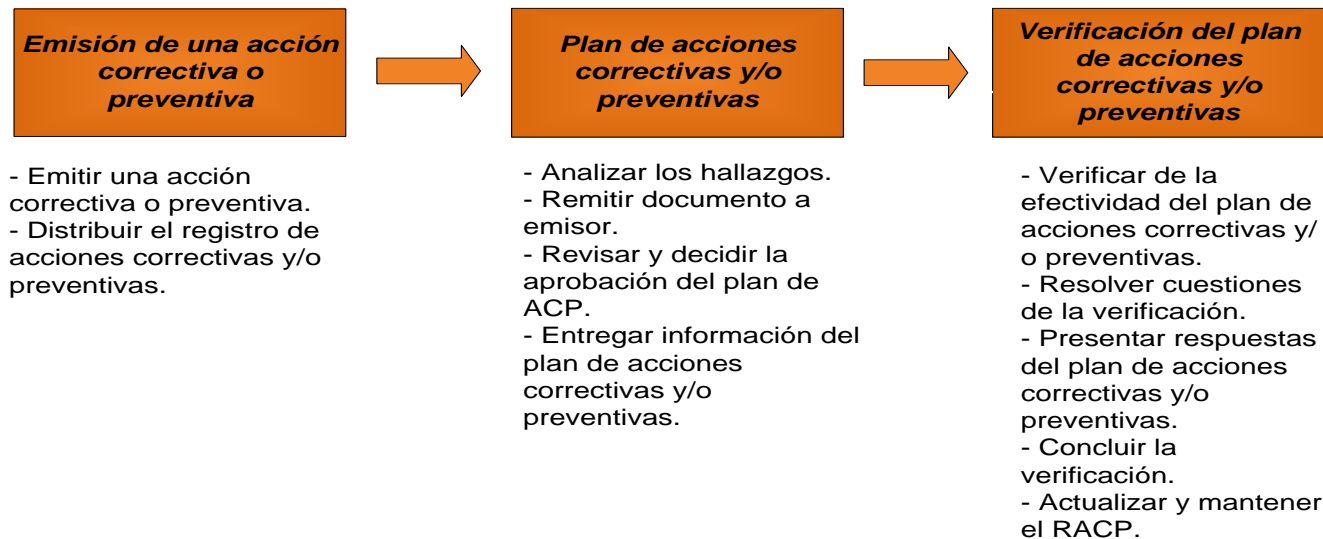 Emisión de una acción
correctiva o
preventiva
- Emitir una acción
correctiva o preventiva.
- Distribuir el registro de
acciones correctivas y/o
preventivas.
Plan de acciones
correctivas y/o
preventivas
- Analizar los hallazgos.
- Remitir documento a
emisor.
- Revisar y decidir la
aprobación del plan de
ACP.
- Entregar información del
plan de acciones
correctivas y/o
preventivas.
Verificación del plan
de acciones
correctivas y/o
preventivas
- Verificar de la
efectividad del plan de
acciones correctivas y/
o preventivas.
- Resolver cuestiones
de la verificación.
- Presentar respuestas
del plan de acciones
correctivas y/o
preventivas.
- Concluir la
verificación.
- Actualizar y mantener
el RACP.